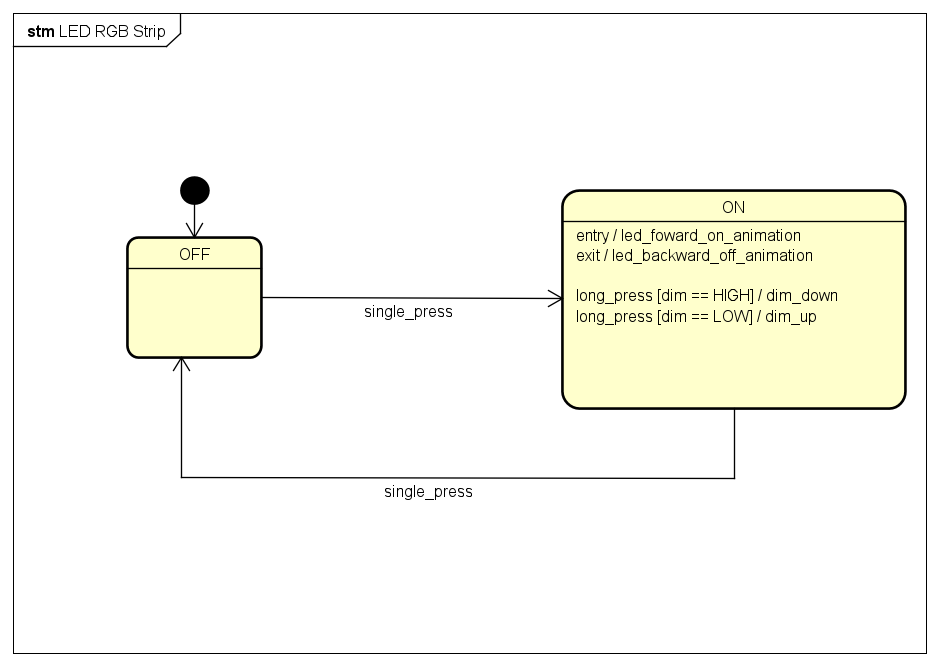 stm LED RGB Strip
OFF
ON
entry / led_foward_on_animation
exit / led_backward_off_animation
long_press [dim == HIGH] / dim_down
long_press [dim == LOW] / dim_up
single_press
single_press